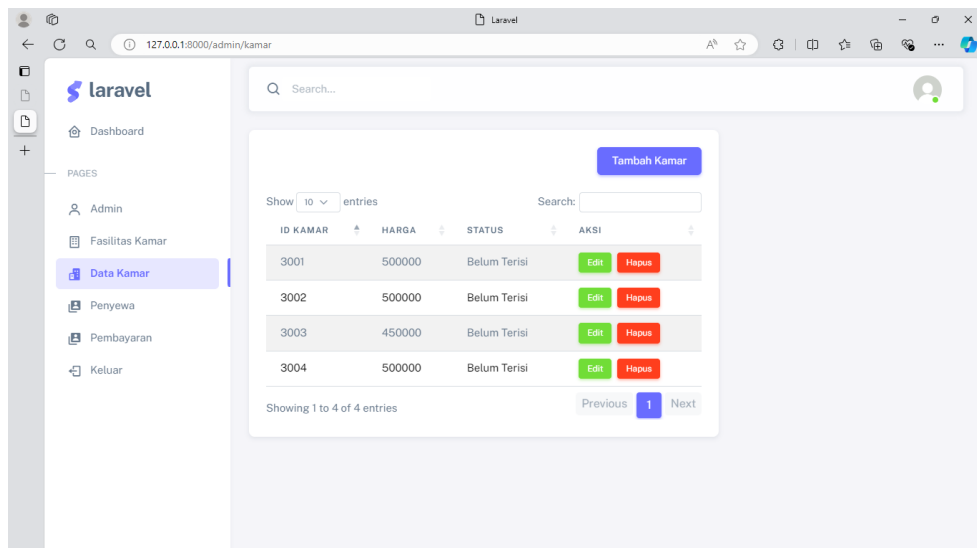 Laravel
127.0.0.1:8000/admin/kamar
laravel
Search...
Dashboard
PAGES
Admin
Fasilitas Kamar
Data Kamar
Penyewa
Pembayaran
Keluar
Tambah Kamar
Show 10 entries Search:
ID KAMAR HARGA STATUS AKSI
3001 500000 Belum Terisi Edit Hapus
3002 500000 Belum Terisi Edit Hapus
3003 450000 Belum Terisi Edit Hapus
3004 500000 Belum Terisi Edit Hapus
Showing 1 to 4 of 4 entries Previous 1 Next